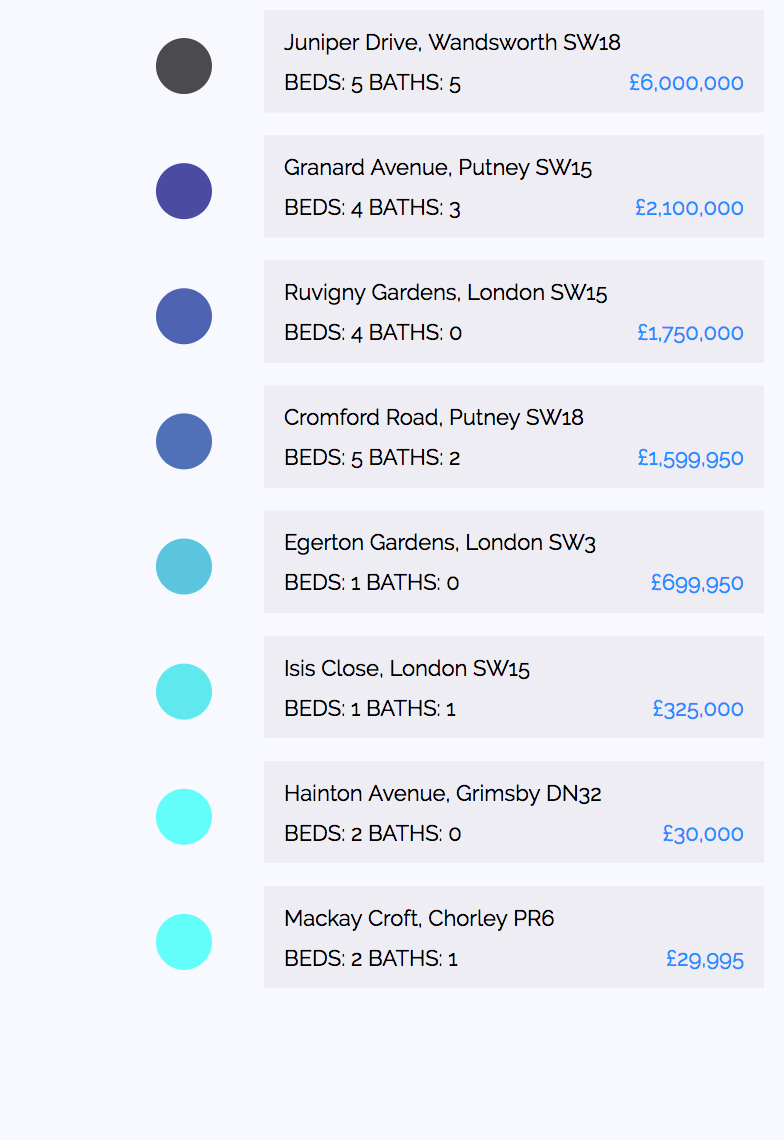 Juniper Drive, Wandsworth SW18
BEDS: 5 BATHS: 5 £6,000,000
Granard Avenue, Putney SW15
BEDS: 4 BATHS: 3 £2,100,000
Ruvigny Gardens, London SW15
BEDS: 4 BATHS: 0 £1,750,000
Cromford Road, Putney SW18
BEDS: 5 BATHS: 2 £1,599,950
Egerton Gardens, London SW3
BEDS: 1 BATHS: 0 £699,950
Isis Close, London SW15
BEDS: 1 BATHS: 1 £325,000
Hainton Avenue, Grimsby DN32
BEDS: 2 BATHS: 0 £30,000
Mackay Croft, Chorley PR6
BEDS: 2 BATHS: 1 £29,995